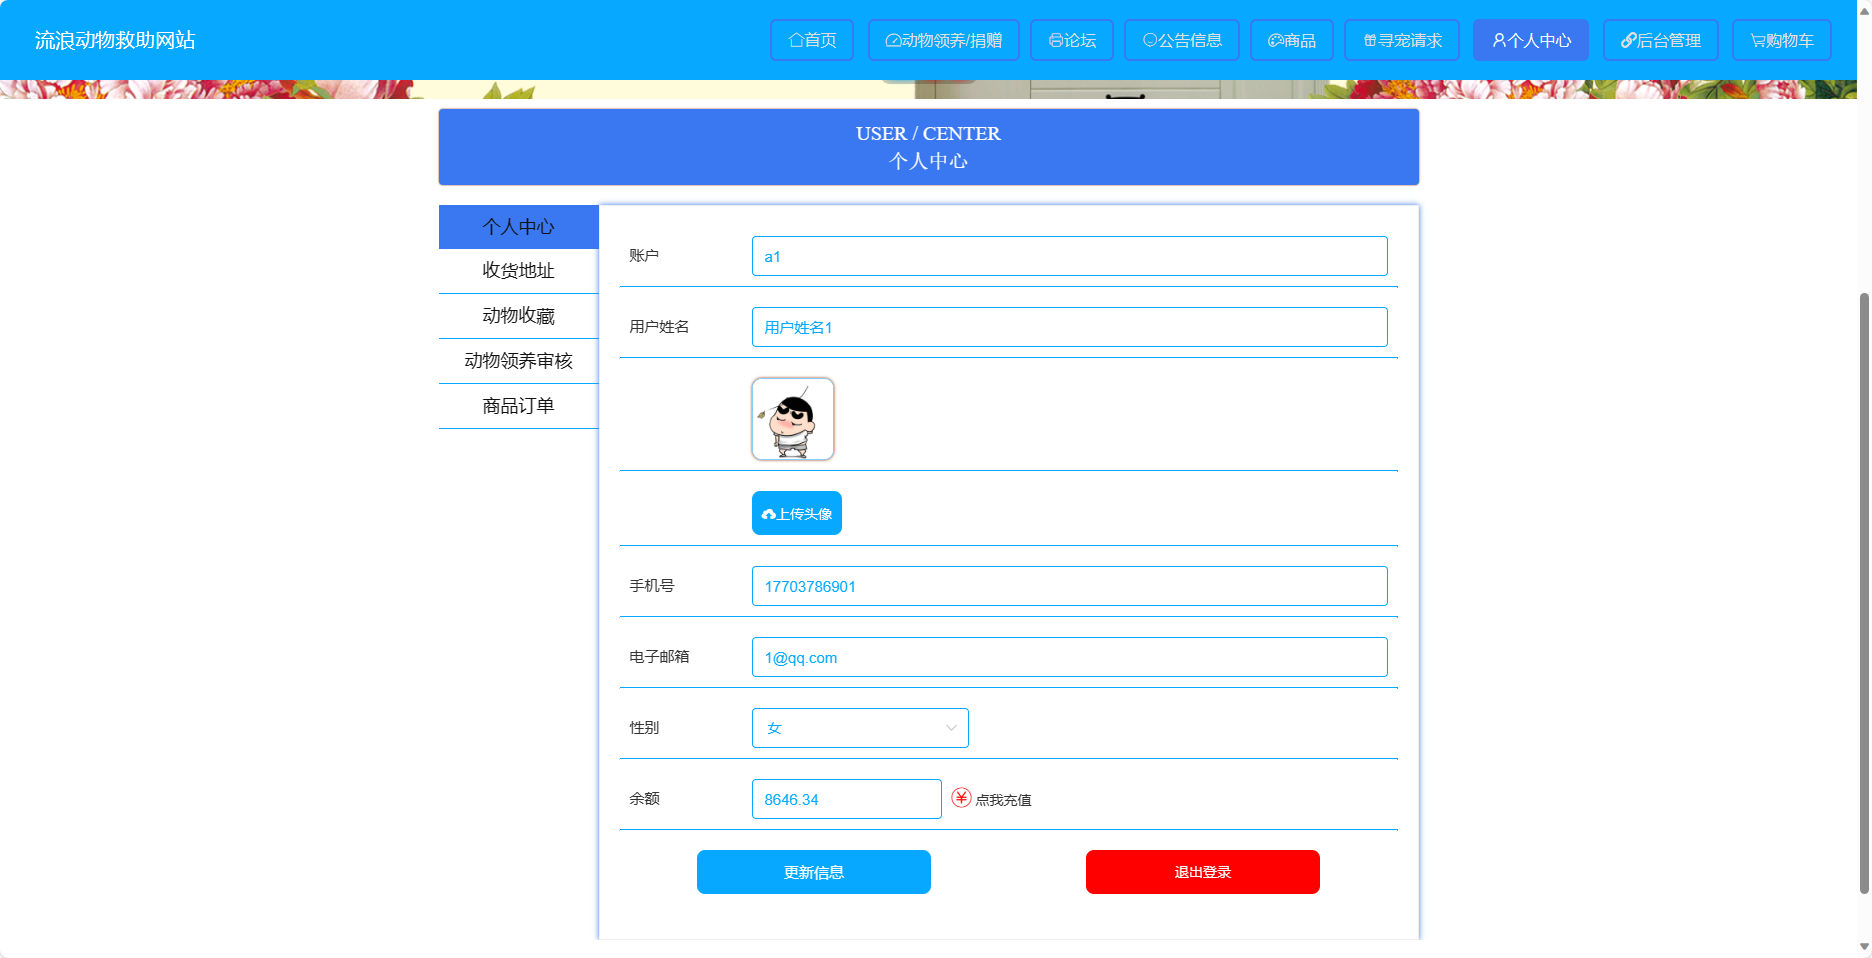 流浪动物救助网站
首页
动物领养/捐赠
论坛
公告信息
商品
寻宠请求
个人中心
后台管理
购物车
USER / CENTER
个人中心
个人中心
收货地址
动物收藏
动物领养审核
商品订单
账户
a1
用户姓名
用户姓名1
上传头像
手机号
17703786901
电子邮箱
1@qq.com
性别
女
余额
8646.34
点我充值
更新信息
退出登录